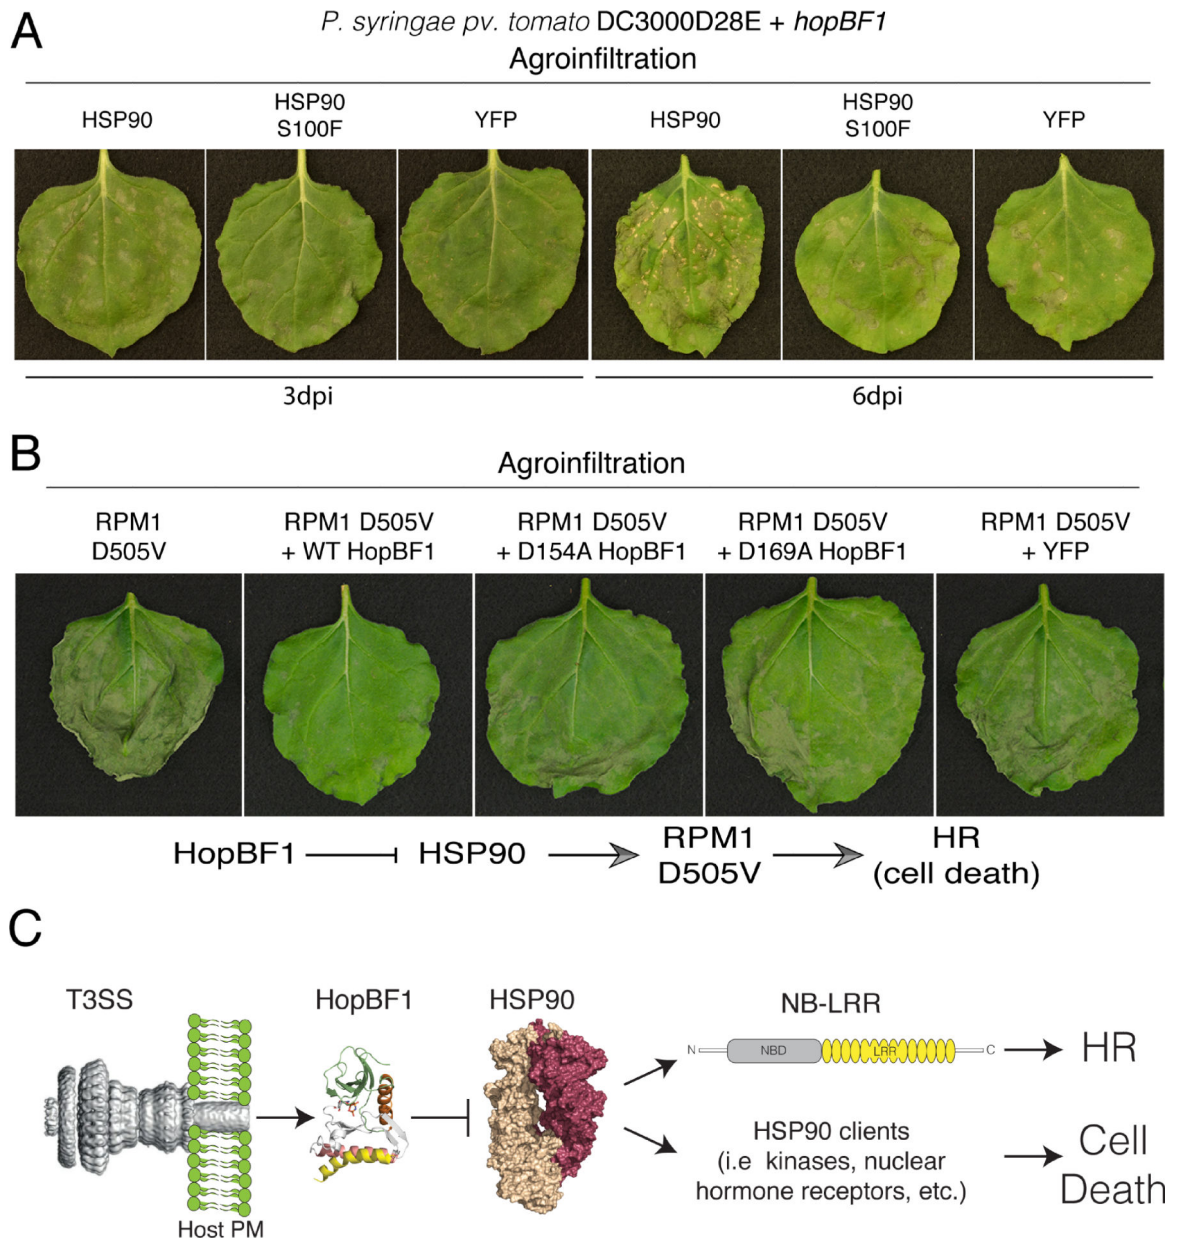 A
P. syringae pv. tomato DC3000D28E + hopBF1
Agroinfiltration
HSP90
HSP90
S100F
YFP
HSP90
HSP90
S100F
YFP
3dpi
6dpi
B
Agroinfiltration
RPM1
D505V
RPM1 D505V
+ WT HopBF1
RPM1 D505V
+ D154A HopBF1
RPM1 D505V
+ D169A HopBF1
RPM1 D505V
+ YFP
HopBF1
HSP90
RPM1
D505V
HR
(cell death)
C
T3SS
HopBF1
HSP90
NB-LRR
N
NBD
LRR
C
HR
HSP90 clients
(i.e kinases, nuclear
hormone receptors, etc.)
Cell
Death
Host PM